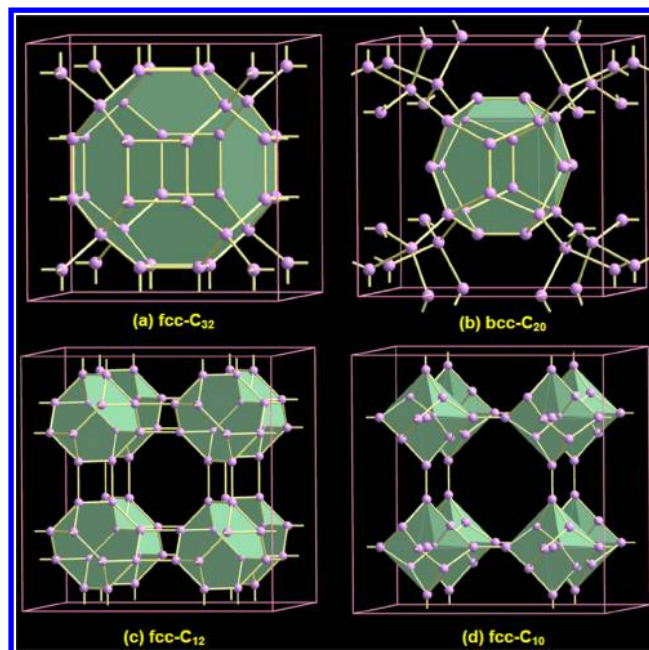 (a) fcc-C₃₂
(b) bcc-C₂₀
(c) fcc-C₁₂
(d) fcc-C₁₀